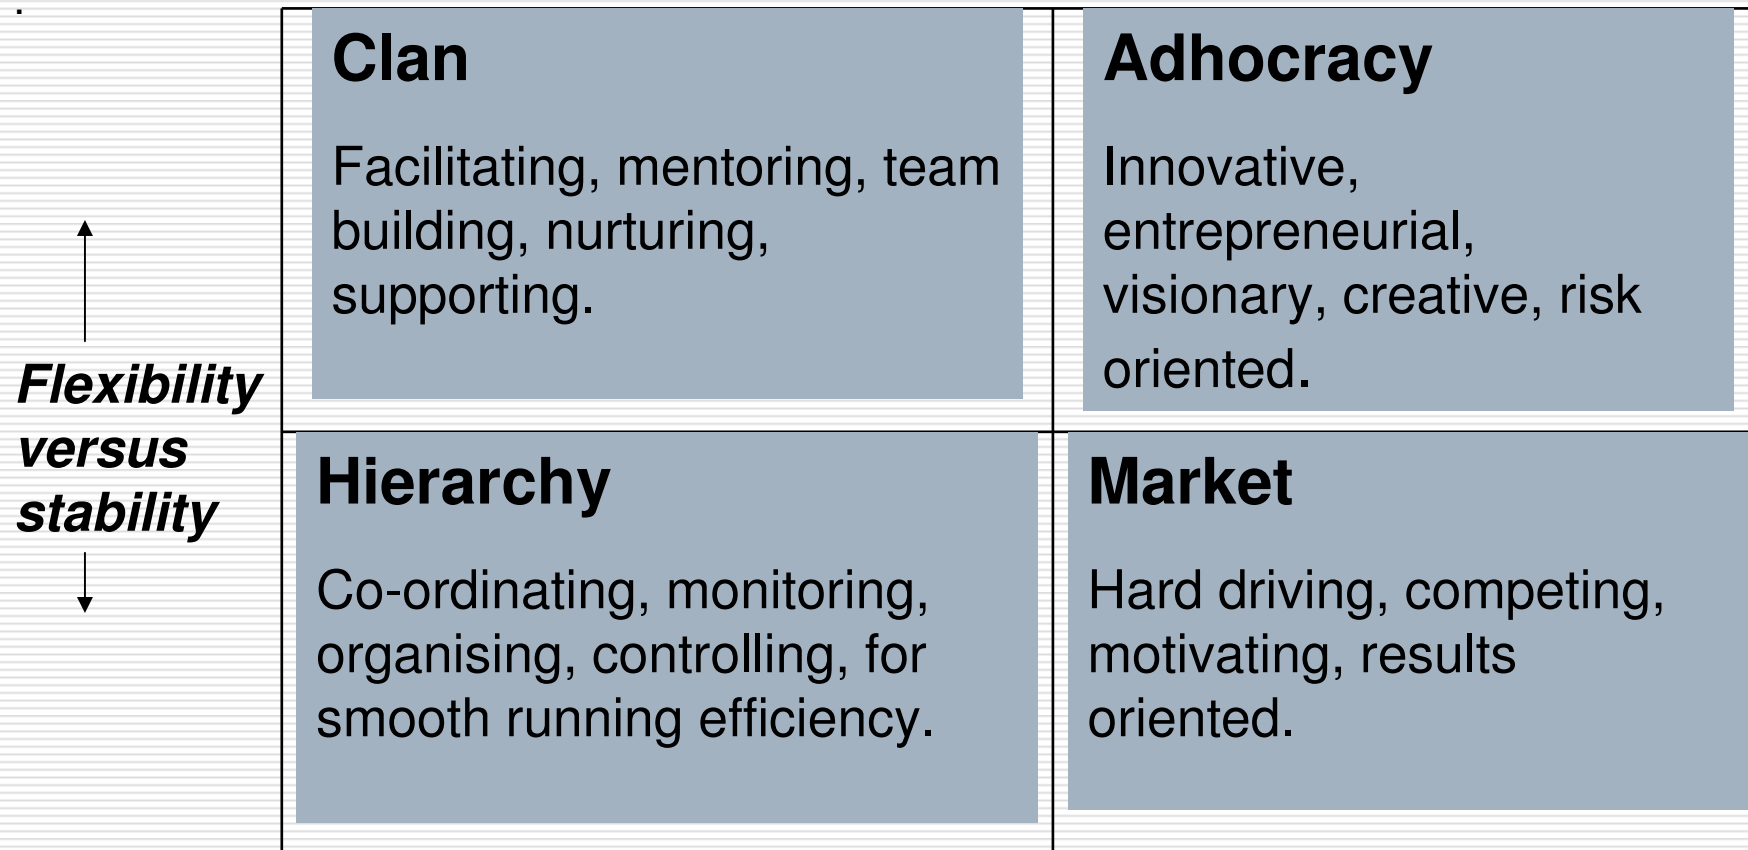 .
Clan
Facilitating, mentoring, team
building, nurturing,
supporting.
Adhocracy
Innovative,
entrepreneurial,
visionary, creative, risk
oriented.
Flexibility
versus
stability
Hierarchy
Co-ordinating, monitoring,
organising, controlling, for
smooth running efficiency.
Market
Hard driving, competing,
motivating, results
oriented.